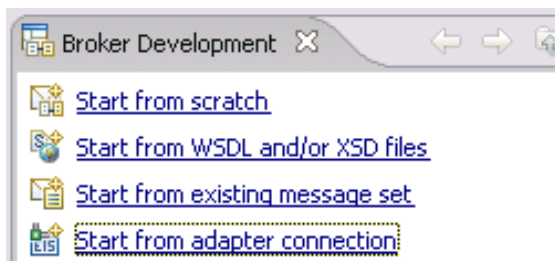 Broker Development
Start from scratch
Start from WSDL and/or XSD files
Start from existing message set
EIS Start from adapter connection